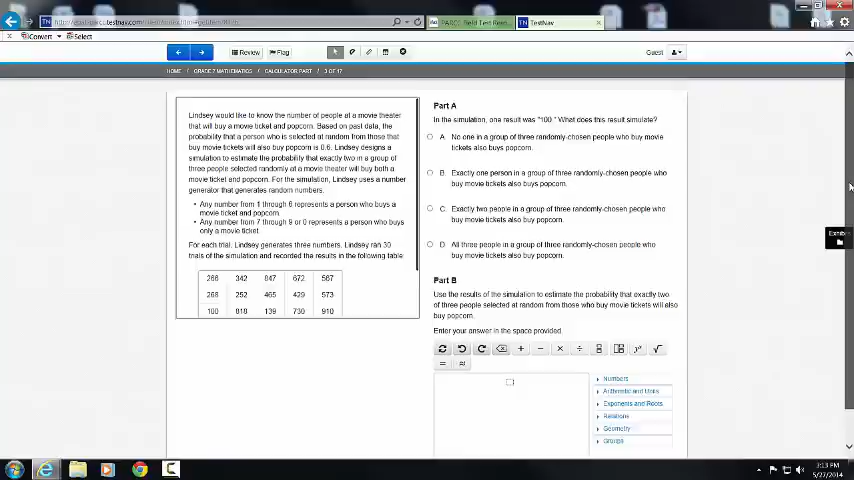 TestNav
Convert Select
Review Flag
Guest
HOME GRADE 7 MATHEMATICS CALCULATOR PART 3 OF 17
Lindsey would like to know the number of people at a movie theater
that will buy a movie ticket and popcorn. Based on past data, the
probability that a person who is selected at random from those that
buy movie tickets will also buy popcorn is 0.6. Lindsey designs a
simulation to estimate the probability that exactly two in a group of
three people selected randomly at a movie theater will buy both a
movie ticket and popcorn. For the simulation, Lindsey uses a number
generator that generates random numbers.
• Any number from 1 through 6 represents a person who buys a
movie ticket and popcorn.
• Any number from 7 through 9 or 0 represents a person who buys
only a movie ticket
For each trial, Lindsey generates three numbers. Lindsey ran 30
trials of the simulation and recorded the results in the following table
266 342 847 672 567
268 252 465 429 573
100 818 139 730 910
Part A
In the simulation, one result was "100." What does this result simulate?
A. No one in a group of three randomly-chosen people who buy movie
tickets also buys popcorn.
B. Exactly one person in a group of three randomly-chosen people who
buy movie tickets also buys popcorn.
C. Exactly two people in a group of three randomly-chosen people who
buy movie tickets also buy popcorn.
D. All three people in a group of three randomly-chosen people who
buy movie tickets also buy popcorn.
Part B
Use the results of the simulation to estimate the probability that exactly two
of three people selected at random from those who buy movie tickets will also
buy popcorn.
Enter your answer in the space provided.
+ − × ÷
= ≈
Numbers
Arithmetic and Units
Exponents and Roots
Relations
Geometry
Groups
3:13 PM
5/27/2014